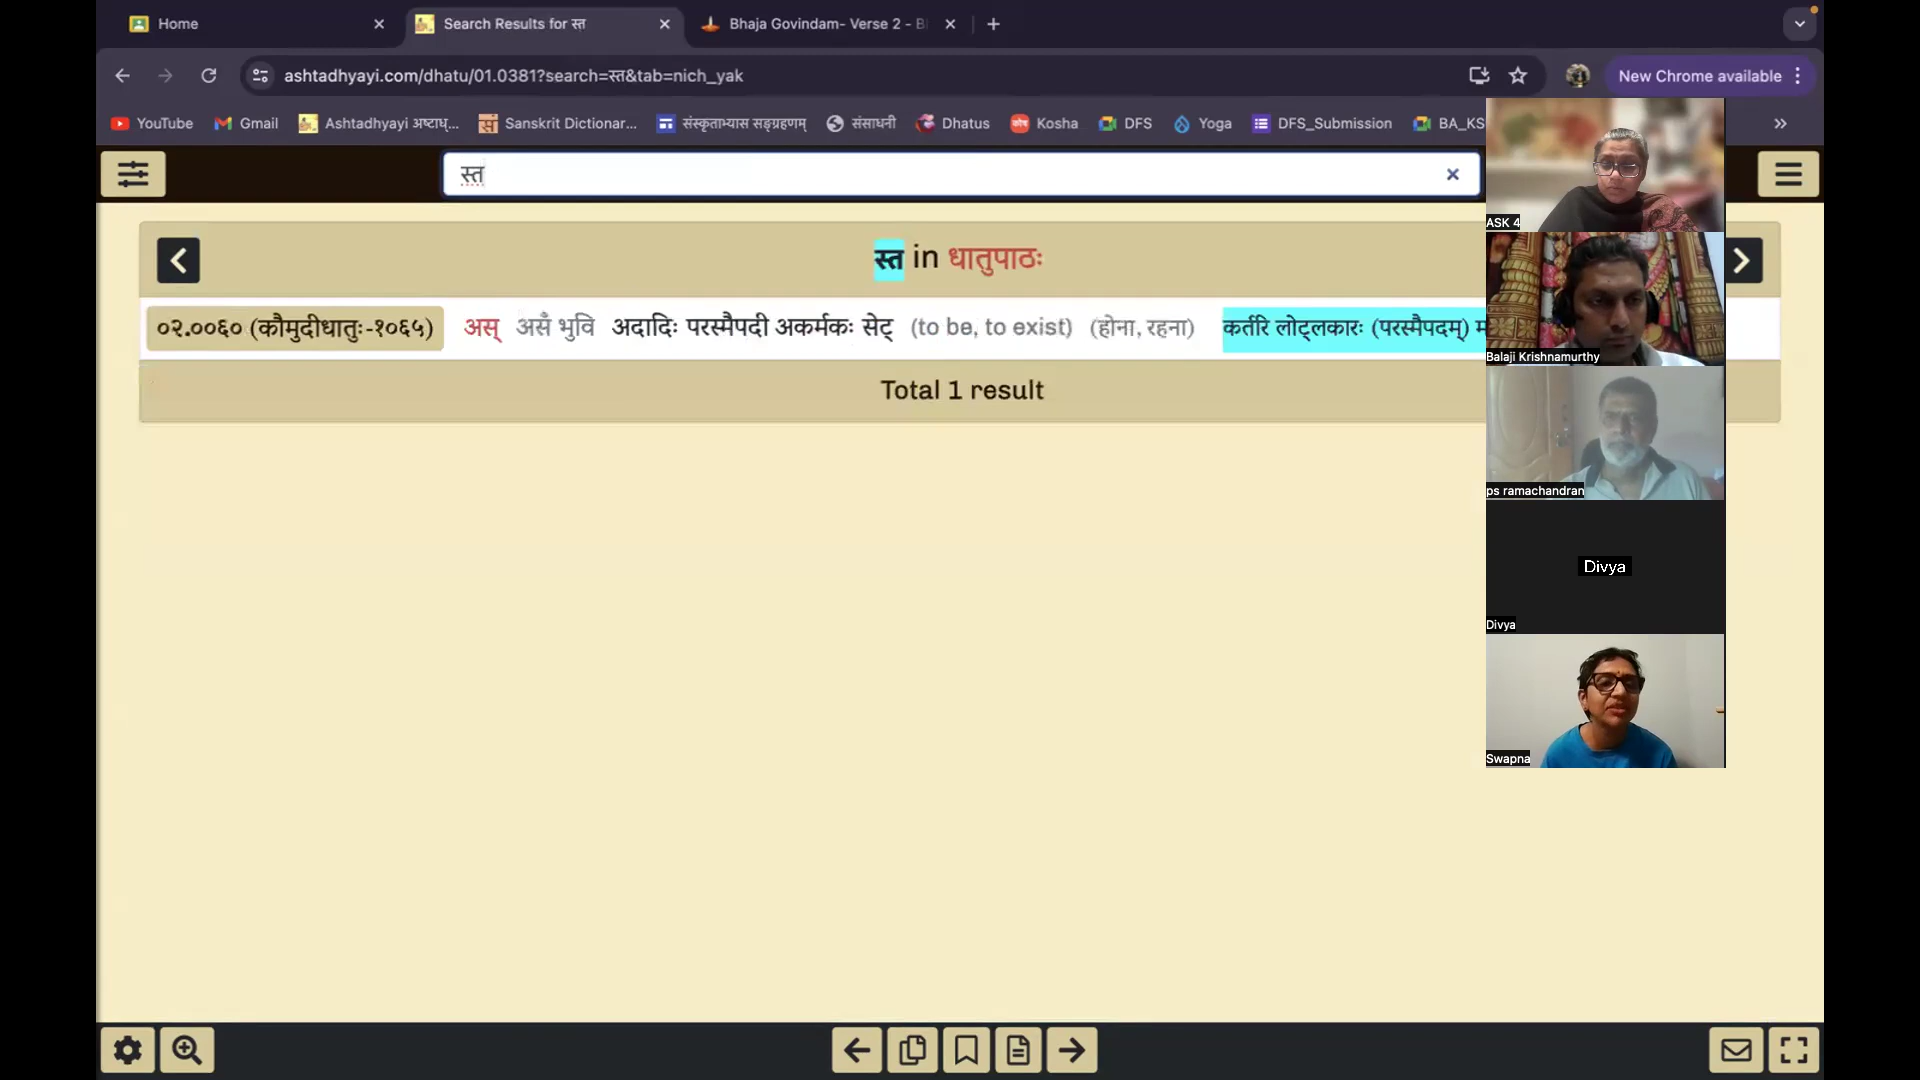 Home
Search Results for स्त
Bhaja Govindam- Verse 2 - B
ashtadhyayi.com/dhatu/01.0381?search=स्त&tab=nich_yak
New Chrome available
YouTube
Gmail
Ashtadhyayi अष्टाध्...
Sanskrit Dictionar...
संस्कृताभ्यास सङ्ग्रहणम्
संसाधनी
Dhatus
Kosha
DFS
Yoga
DFS_Submission
BA_KS
स्त
स्त in धातुपाठः
०२.००६० (कौमुदीधातुः-१०६५) अस् असँ भुवि अदादिः परस्मैपदी अकर्मकः सेट् (to be, to exist) (होना, रहना) कर्तरि लोट्लकारः (परस्मैपदम्) म
Total 1 result
ASK 4
Balaji Krishnamurthy
ps ramachandran
Divya
Divya
Swapna